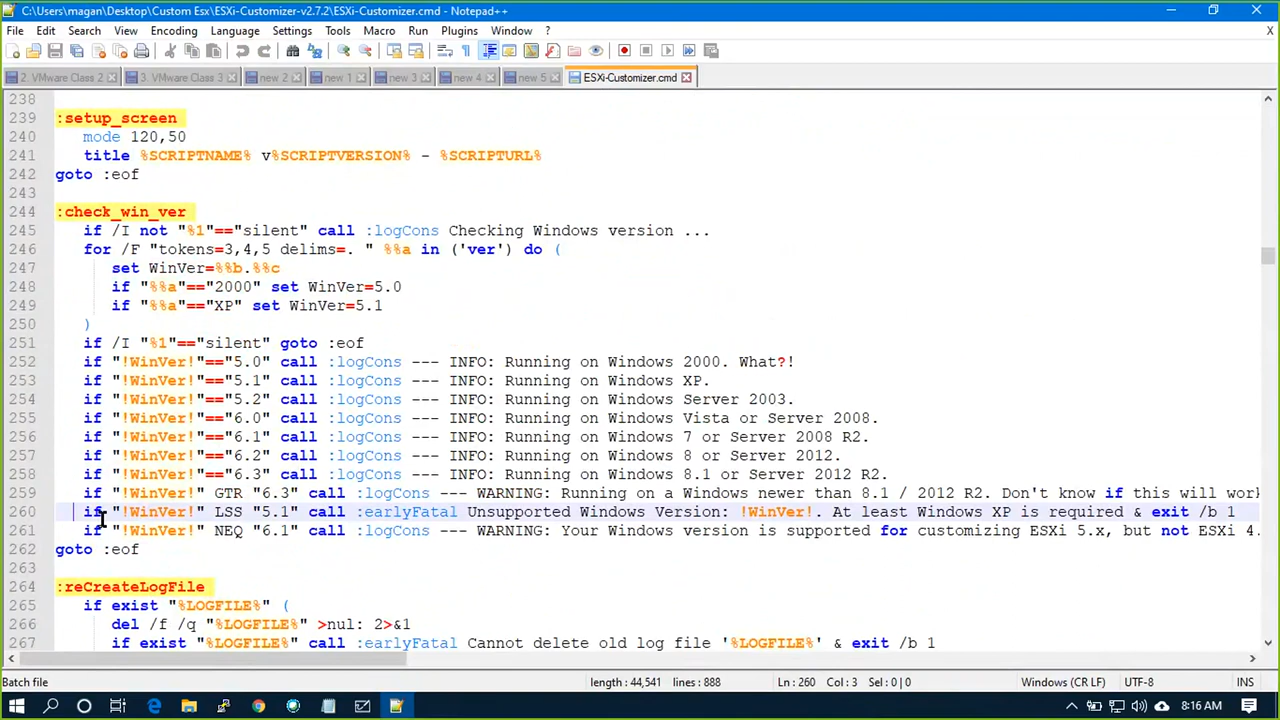 C:\Users\magan\Desktop\Custom Esx\ESXi-Customizer-v2.7.2\ESXi-Customizer.cmd - Notepad++
File Edit Search View Encoding Language Settings Tools Macro Run Plugins Window ? X
2. VMware Class 2 3. VMware Class 3 new 2 new 1 new 3 new 4 new 5 ESXi-Customizer.cmd
238
239 :setup_screen
240 mode 120,50
241 title %SCRIPTNAME% v%SCRIPTVERSION% - %SCRIPTURL%
242 goto :eof
243
244 :check_win_ver
245 if /I not "%1"=="silent" call :logCons Checking Windows version ...
246 for /F "tokens=3,4,5 delims=. " %%a in ('ver') do (
247 set WinVer=%%b.%%c
248 if "%%a"=="2000" set WinVer=5.0
249 if "%%a"=="XP" set WinVer=5.1
250 )
251 if /I "%1"=="silent" goto :eof
252 if "!WinVer!"=="5.0" call :logCons --- INFO: Running on Windows 2000. What?!
253 if "!WinVer!"=="5.1" call :logCons --- INFO: Running on Windows XP.
254 if "!WinVer!"=="5.2" call :logCons --- INFO: Running on Windows Server 2003.
255 if "!WinVer!"=="6.0" call :logCons --- INFO: Running on Windows Vista or Server 2008.
256 if "!WinVer!"=="6.1" call :logCons --- INFO: Running on Windows 7 or Server 2008 R2.
257 if "!WinVer!"=="6.2" call :logCons --- INFO: Running on Windows 8 or Server 2012.
258 if "!WinVer!"=="6.3" call :logCons --- INFO: Running on Windows 8.1 or Server 2012 R2.
259 if "!WinVer!" GTR "6.3" call :logCons --- WARNING: Running on a Windows newer than 8.1 / 2012 R2. Don't know if this will work
260 if "!WinVer!" LSS "5.1" call :earlyFatal Unsupported Windows Version: !WinVer!. At least Windows XP is required & exit /b 1
261 if "!WinVer!" NEQ "6.1" call :logCons --- WARNING: Your Windows version is supported for customizing ESXi 5.x, but not ESXi 4.
262 goto :eof
263
264 :reCreateLogFile
265 if exist "%LOGFILE%" (
266 del /f /q "%LOGFILE%" >nul: 2>&1
267 if exist "%LOGFILE%" call :earlyFatal Cannot delete old log file '%LOGFILE%' & exit /b 1
Batch file length : 44,541 lines : 888 Ln : 260 Col : 3 Sel : 0 | 0 Windows (CR LF) UTF-8 INS
8:16 AM